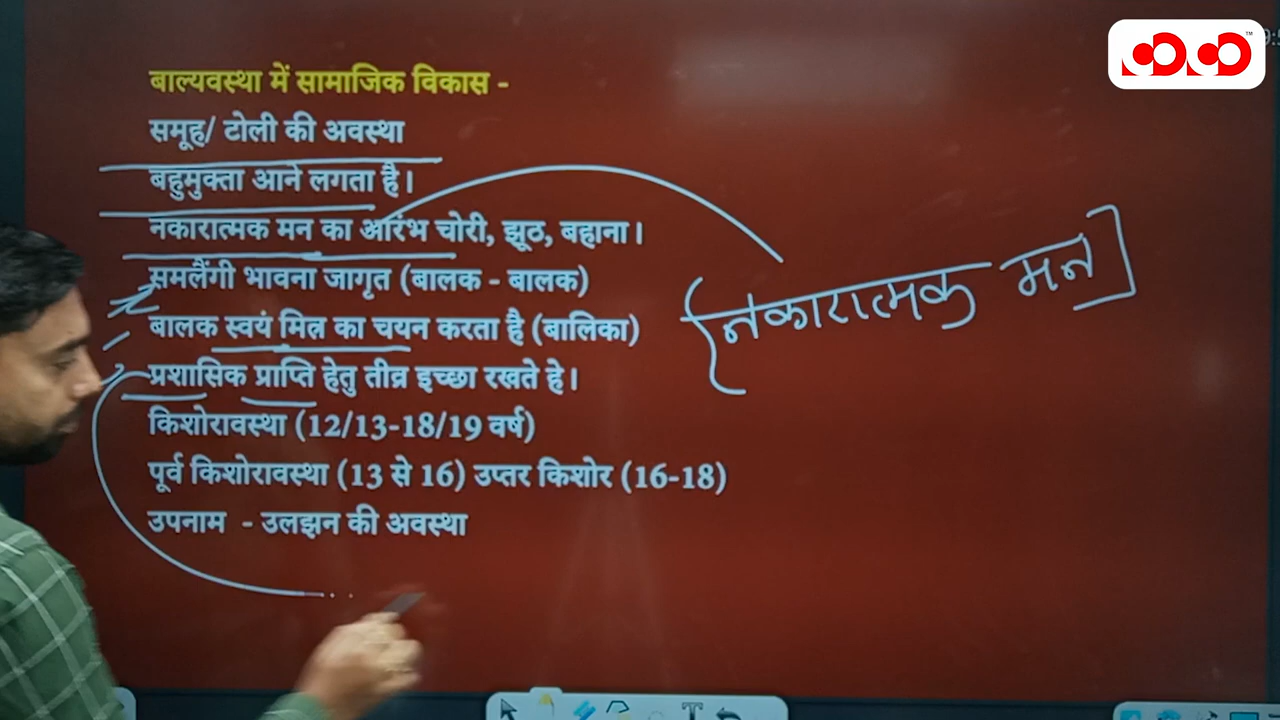 बाल्यवस्था में सामाजिक विकास -
समूह/ टोली की अवस्था
बहुमुक्ता आने लगता है।
नकारात्मक मन का आरंभ चोरी, झूठ, बहाना।
समलैंगी भावना जागृत (बालक - बालक)
बालक स्वयं मित्र का चयन करता है (बालिका)
प्रशासिक प्राप्ति हेतु तीव्र इच्छा रखते हे।
किशोरावस्था (12/13-18/19 वर्ष)
पूर्व किशोरावस्था (13 से 16) उप्तर किशोर (16-18)
उपनाम - उलझन की अवस्था
[नकारात्मक मन]